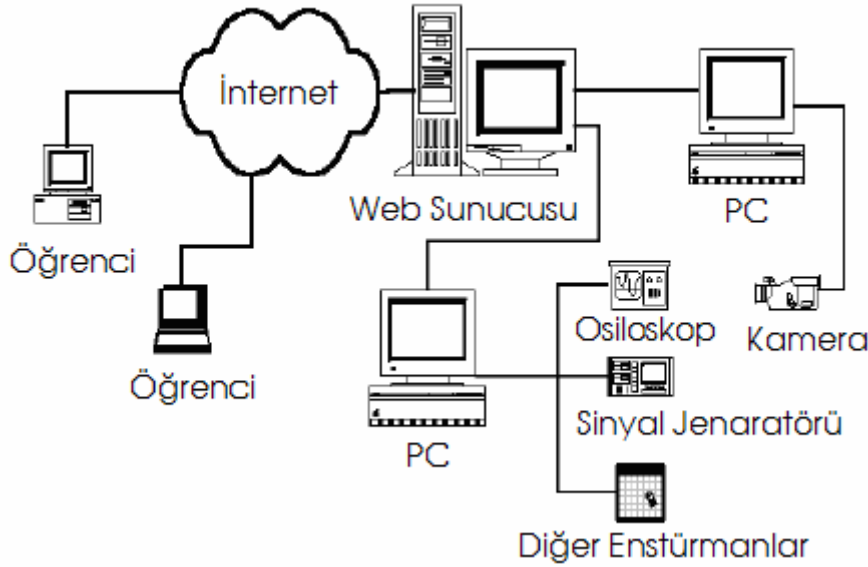 İnternet
Web Sunucusu
PC
Öğrenci
Öğrenci
Osiloskop
Kamera
Sinyal Jenaratörü
PC
Diğer Enstürmanlar